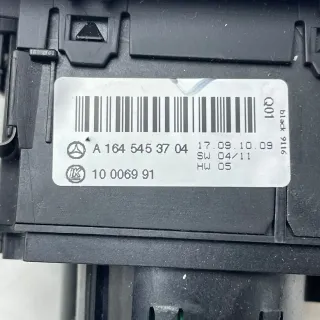 Q01
black 9116
A 164 545 37 04
17.09.10.09
SW 04/11
HW 05
10 0069 91